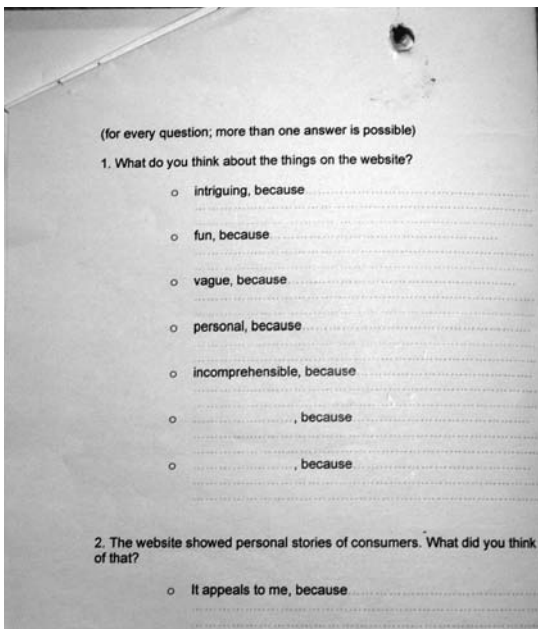 (for every question; more than one answer is possible)
1. What do you think about the things on the website?
o intriguing, because
o fun, because
o vague, because
o personal, because
o incomprehensible, because
o , because
o , because
2. The website showed personal stories of consumers. What did you think
of that?
o It appeals to me, because